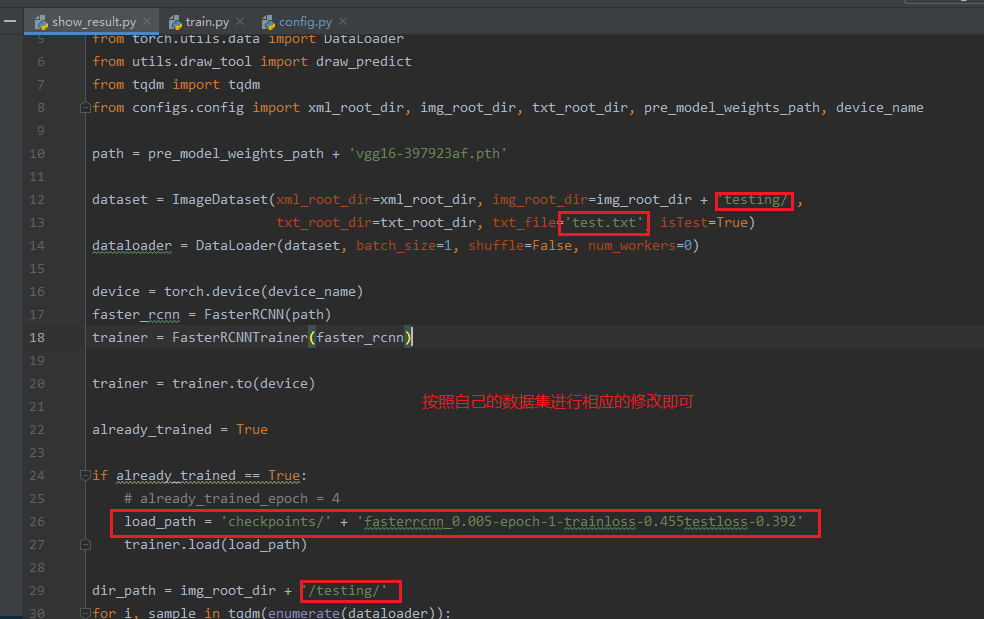 show_result.py × train.py × config.py ×
5 from torch.utils.data import DataLoader
6 from utils.draw_tool import draw_predict
7 from tqdm import tqdm
8 from configs.config import xml_root_dir, img_root_dir, txt_root_dir, pre_model_weights_path, device_name
9
10 path = pre_model_weights_path + 'vgg16-397923af.pth'
11
12 dataset = ImageDataset(xml_root_dir=xml_root_dir, img_root_dir=img_root_dir + 'testing/',
13 txt_root_dir=txt_root_dir, txt_file='test.txt', isTest=True)
14 dataloader = DataLoader(dataset, batch_size=1, shuffle=False, num_workers=0)
15
16 device = torch.device(device_name)
17 faster_rcnn = FasterRCNN(path)
18 trainer = FasterRCNNTrainer(faster_rcnn)
19
20 trainer = trainer.to(device)
21 按照自己的数据集进行相应的修改即可
22 already_trained = True
23
24 if already_trained == True:
25 # already_trained_epoch = 4
26 load_path = 'checkpoints/' + 'fasterrcnn_0.005-epoch-1-trainloss-0.455testloss-0.392'
27 trainer.load(load_path)
28
29 dir_path = img_root_dir + '/testing/'
30 for i, sample in tqdm(enumerate(dataloader)):